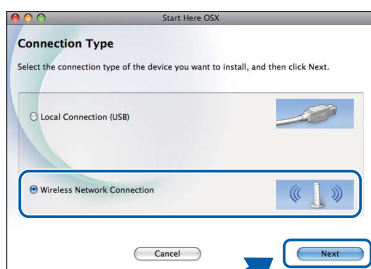 Start Here OSX
Connection Type
Select the connection type of the device you want to install, and then click Next.
Local Connection (USB)
Wireless Network Connection
Cancel
Next